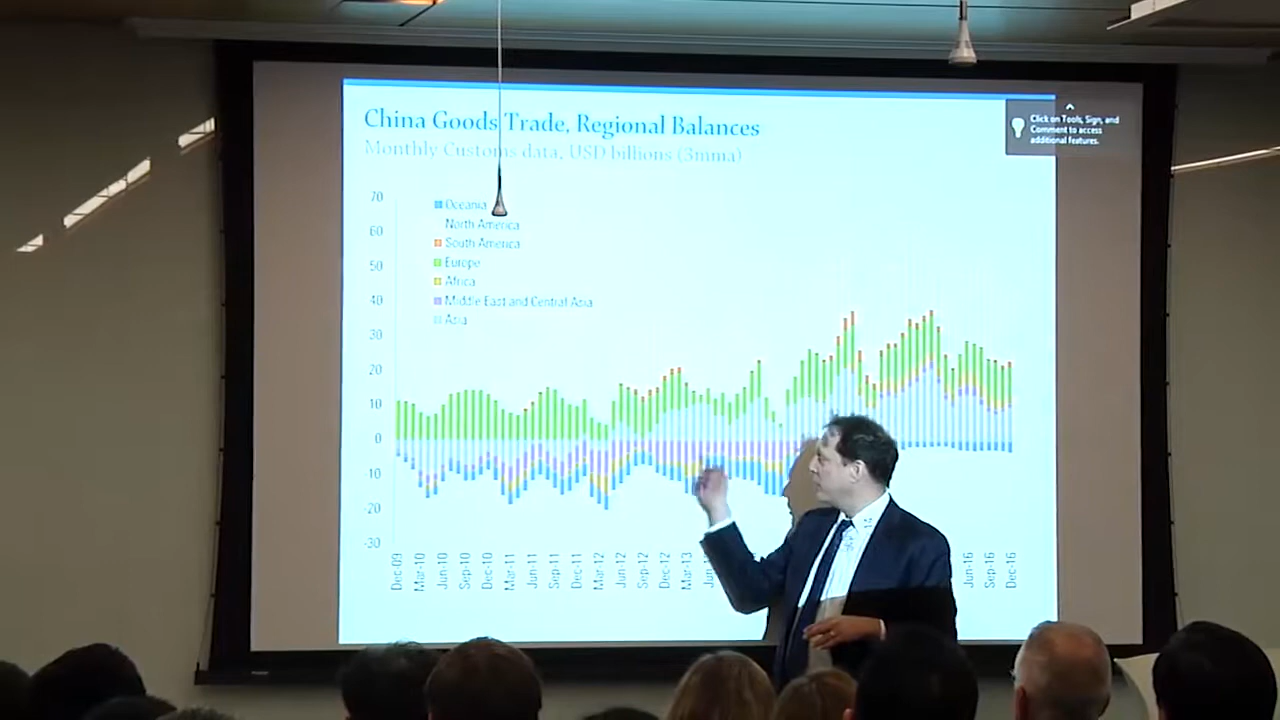 China Goods Trade, Regional Balances
Monthly Customs data, USD billions (3mma)
Click on Tools, Sign, and
Comment to access
additional features.
70
60
50
40
30
20
10
0
10
-20
-30
Oceania
North America
South America
Europe
Africa
Middle East and Central Asia
Asia
Dec-09
Mar-10
Jun-10
Sep-10
Dec-10
Mar-11
Jun-11
Sep-11
Dec-11
Mar-12
Jun-12
Sep-12
Dec-12
Mar-13
Jun-16
Sep-16
Dec-16